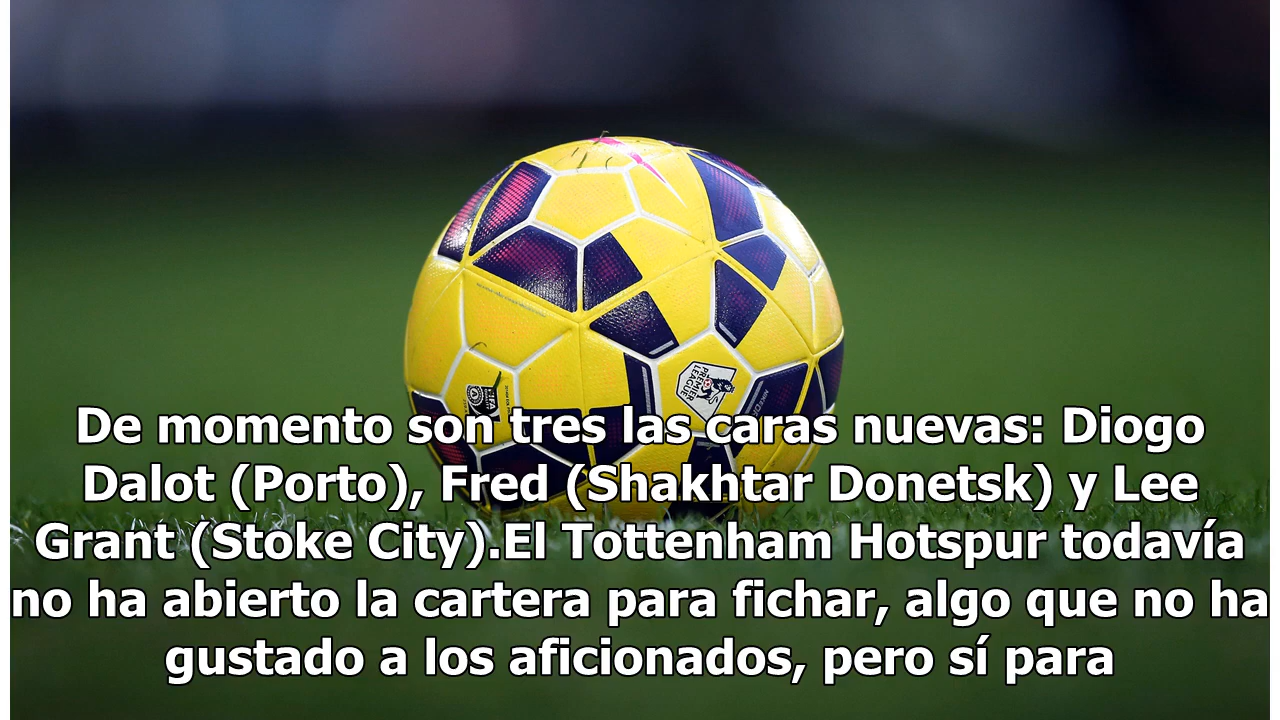 De momento son tres las caras nuevas: Diogo
Dalot (Porto), Fred (Shakhtar Donetsk) y Lee
Grant (Stoke City).El Tottenham Hotspur todavía
no ha abierto la cartera para fichar, algo que no ha
gustado a los aficionados, pero sí para
PREMIER
LEAGUE